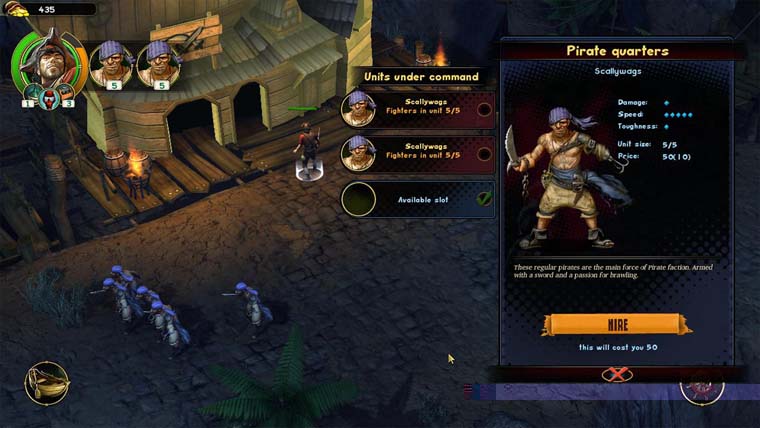 435
5
5
1
3
Units under command
Scallywags
Fighters in unit 5/5
Scallywags
Fighters in unit 5/5
Available slot
Pirate quarters
Scallywags
Damage:
Speed:
Toughness:
Unit size: 5/5
Price: 50(10)
These regular pirates are the main force of Pirate faction. Armed
with a sword and a passion for brawling.
HIRE
this will cost you 50